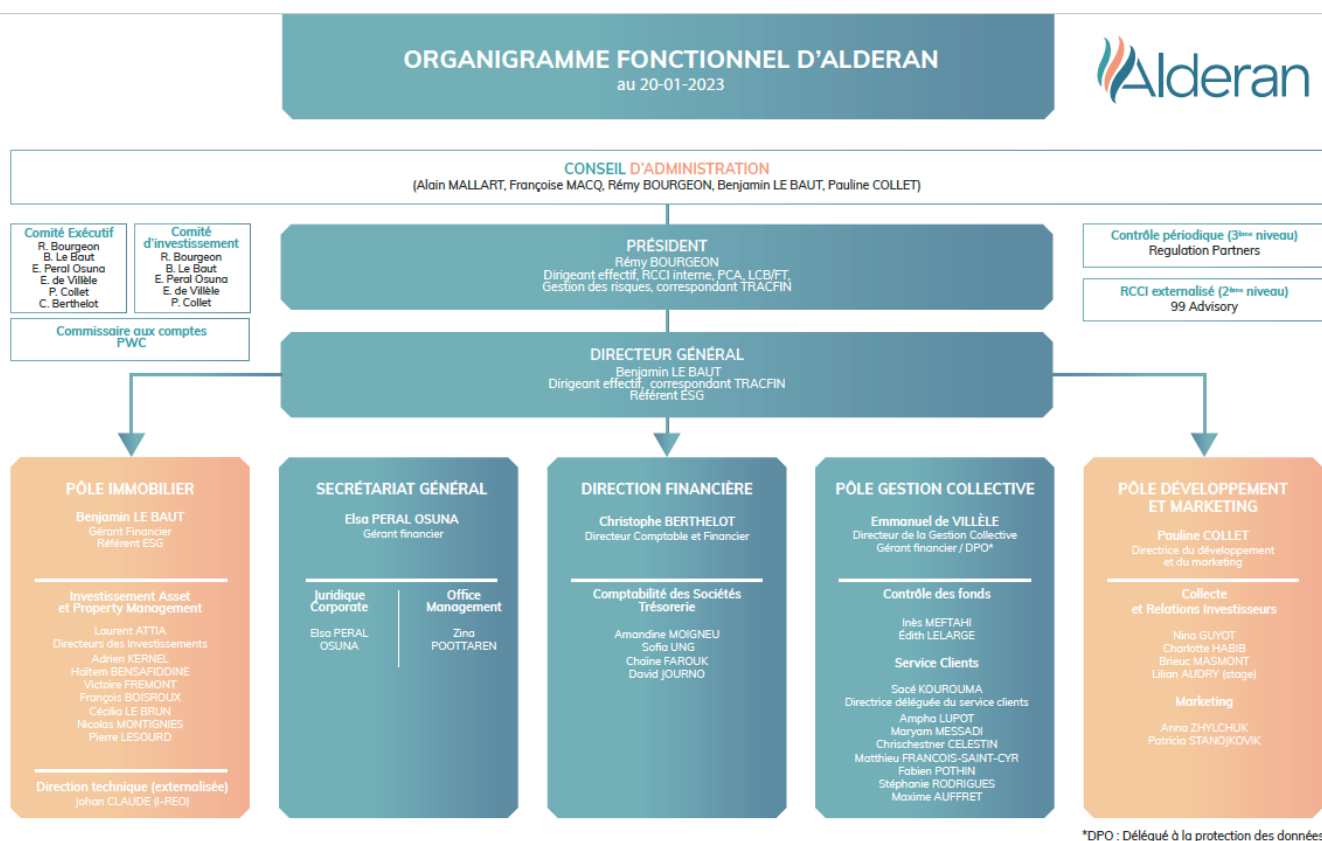 ORGANIGRAMME FONCTIONNEL D'ALDERAN
au 20-01-2023
Alderan
CONSEIL D'ADMINISTRATION
(Alain MALLART, Françoise MACQ, Rémy BOURGEON, Benjamin LE BAUT, Pauline COLLET)
Comité Exécutif
R. Bourgeon
B. Le Baut
E. Peral Osuna
E. de Villèle
P. Collet
C. Berthelot
Comité
d'investissement
R. Bourgeon
B. Le Baut
E. Peral Osuna
E. de Villèle
P. Collet
Commissaire aux comptes
PWC
PRÉSIDENT
Rémy BOURGEON
Dirigeant effectif, RCCI interne, PCA, LCB/FT,
Gestion des risques, correspondant TRACFIN
Contrôle périodique (3ème niveau)
Regulation Partners
RCCI externalisé (2ème niveau)
99 Advisory
DIRECTEUR GÉNÉRAL
Benjamin LE BAUT
Dirigeant effectif, correspondant TRACFIN
Référent ESG
PÔLE IMMOBILIER
Benjamin LE BAUT
Gérant Financier
Référent ESG
Investissement Asset
et Property Management
Laurent ATTIA
Directeurs des Investissements
Adrien KERNEL
Haïtem BENSAFIDDINE
Victoire FREMONT
François BOISROUX
Cécilia LE BRUN
Nicolas MONTIGNIES
Pierre LESOURD
Direction technique (externalisée)
Johan CLAUDE (I-REO)
SECRÉTARIAT GÉNÉRAL
Elsa PERAL OSUNA
Gérant financier
Juridique
Corporate
Elsa PERAL
OSUNA
Office
Management
Zina
POOTTAREN
DIRECTION FINANCIÈRE
Christophe BERTHELOT
Directeur Comptable et Financier
Comptabilité des Sociétés
Trésorerie
Amandine MOIGNEU
Sofia UNG
Chaïne FAROUK
David JOURNO
PÔLE GESTION COLLECTIVE
Emmanuel de VILLÈLE
Directeur de la Gestion Collective
Gérant financier / DPO*
Contrôle des fonds
Inès MEFTAHI
Édith LELARGE
Service Clients
Sacé KOUROUMA
Directrice déléguée du service clients
Ampha LUPOT
Maryam MESSADI
Chrischestner CELESTIN
Matthieu FRANCOIS-SAINT-CYR
Fabien POTHIN
Stéphanie RODRIGUES
Maxime AUFFRET
PÔLE DÉVELOPPEMENT
ET MARKETING
Pauline COLLET
Directrice du développement
et du marketing
Collecte
et Relations Investisseurs
Nina GUYOT
Charlotte HABIB
Brieuc MASMONT
Lilian AUDRY (stage)
Marketing
Anna ZHYLCHUK
Patricia STANOJKOVIK
*DPO : Délégué à la protection des données